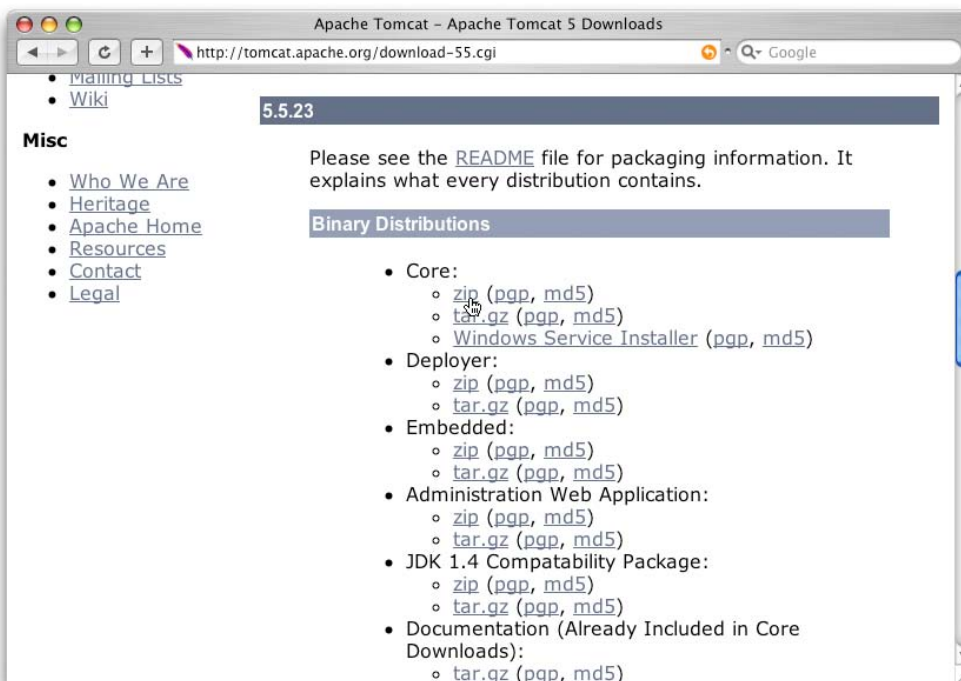 Apache Tomcat – Apache Tomcat 5 Downloads
http://tomcat.apache.org/download-55.cgi
Google
Mailing Lists
Wiki
Misc
Who We Are
Heritage
Apache Home
Resources
Contact
Legal
5.5.23
Please see the README file for packaging information. It
explains what every distribution contains.
Binary Distributions
Core:
zip (pgp, md5)
tar.gz (pgp, md5)
Windows Service Installer (pgp, md5)
Deployer:
zip (pgp, md5)
tar.gz (pgp, md5)
Embedded:
zip (pgp, md5)
tar.gz (pgp, md5)
Administration Web Application:
zip (pgp, md5)
tar.gz (pgp, md5)
JDK 1.4 Compatability Package:
zip (pgp, md5)
tar.gz (pgp, md5)
Documentation (Already Included in Core
Downloads):
tar.gz (pgp, md5)